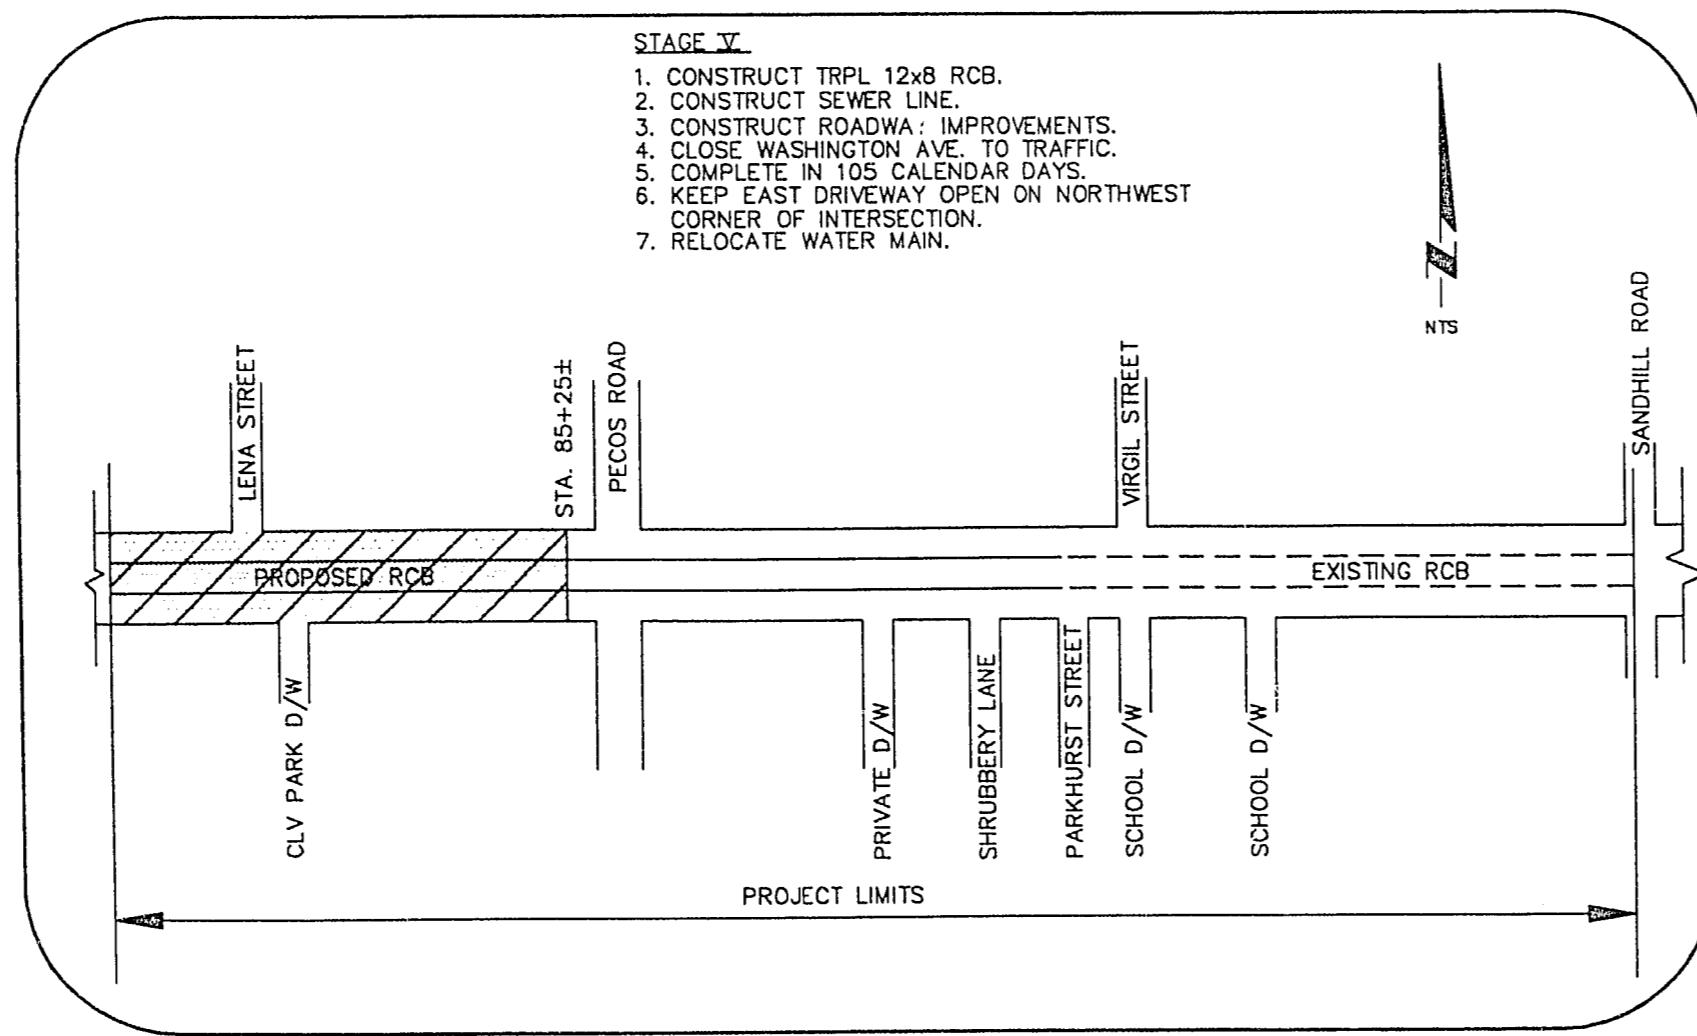 STAGE V
1. CONSTRUCT TRPL 12x8 RCB.
2. CONSTRUCT SEWER LINE.
3. CONSTRUCT ROADWA: IMPROVEMENTS.
4. CLOSE WASHINGTON AVE. TO TRAFFIC.
5. COMPLETE IN 105 CALENDAR DAYS.
6. KEEP EAST DRIVEWAY OPEN ON NORTHWEST
CORNER OF INTERSECTION.
7. RELOCATE WATER MAIN.
NTS
LENA STREET
STA. 85+25±
PECOS ROAD
VIRGIL STREET
SANDHILL ROAD
PROPOSED RCB
EXISTING RCB
CLV PARK D/W
PRIVATE D/W
SHRUBBERY LANE
PARKHURST STREET
SCHOOL D/W
SCHOOL D/W
PROJECT LIMITS